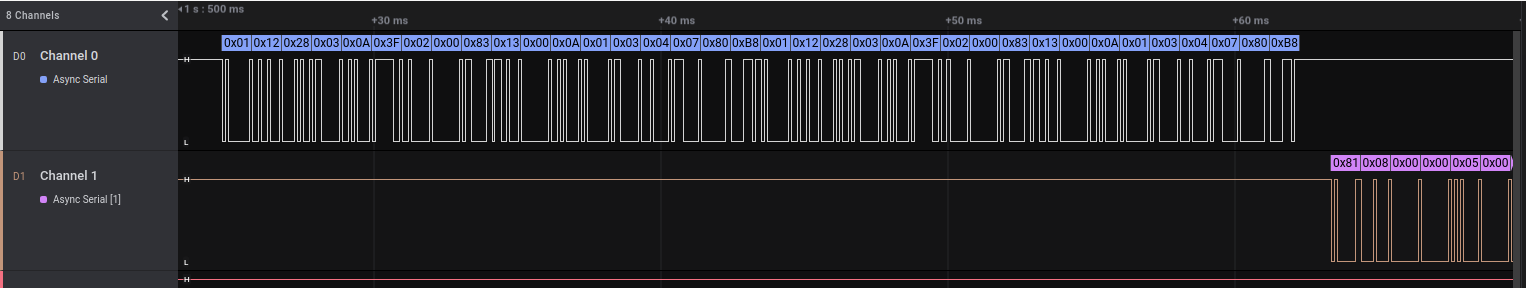 8 Channels
1 s : 500 ms
+30 ms +40 ms +50 ms +60 ms
D0 Channel 0
Async Serial
0x01 0x12 0x28 0x03 0x0A 0x3F 0x02 0x00 0x83 0x13 0x00 0x0A 0x01 0x03 0x04 0x07 0x80 0xB8 0x01 0x12 0x28 0x03 0x0A 0x3F 0x02 0x00 0x83 0x13 0x00 0x0A 0x01 0x03 0x04 0x07 0x80 0xB8
H
L
D1 Channel 1
Async Serial [1]
0x81 0x08 0x00 0x00 0x05 0x00
H
L
H